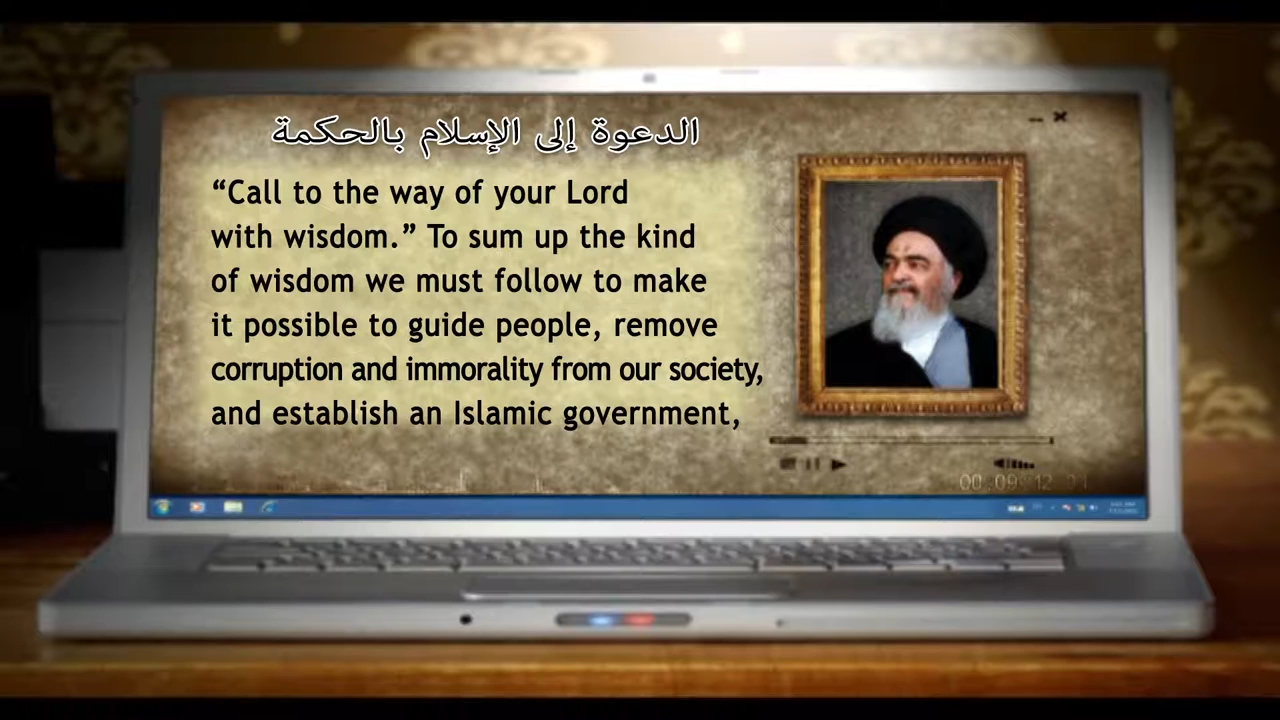 الدعوة إلى الإسلام بالحكمة
“Call to the way of your Lord
with wisdom.” To sum up the kind
of wisdom we must follow to make
it possible to guide people, remove
corruption and immorality from our society,
and establish an Islamic government,